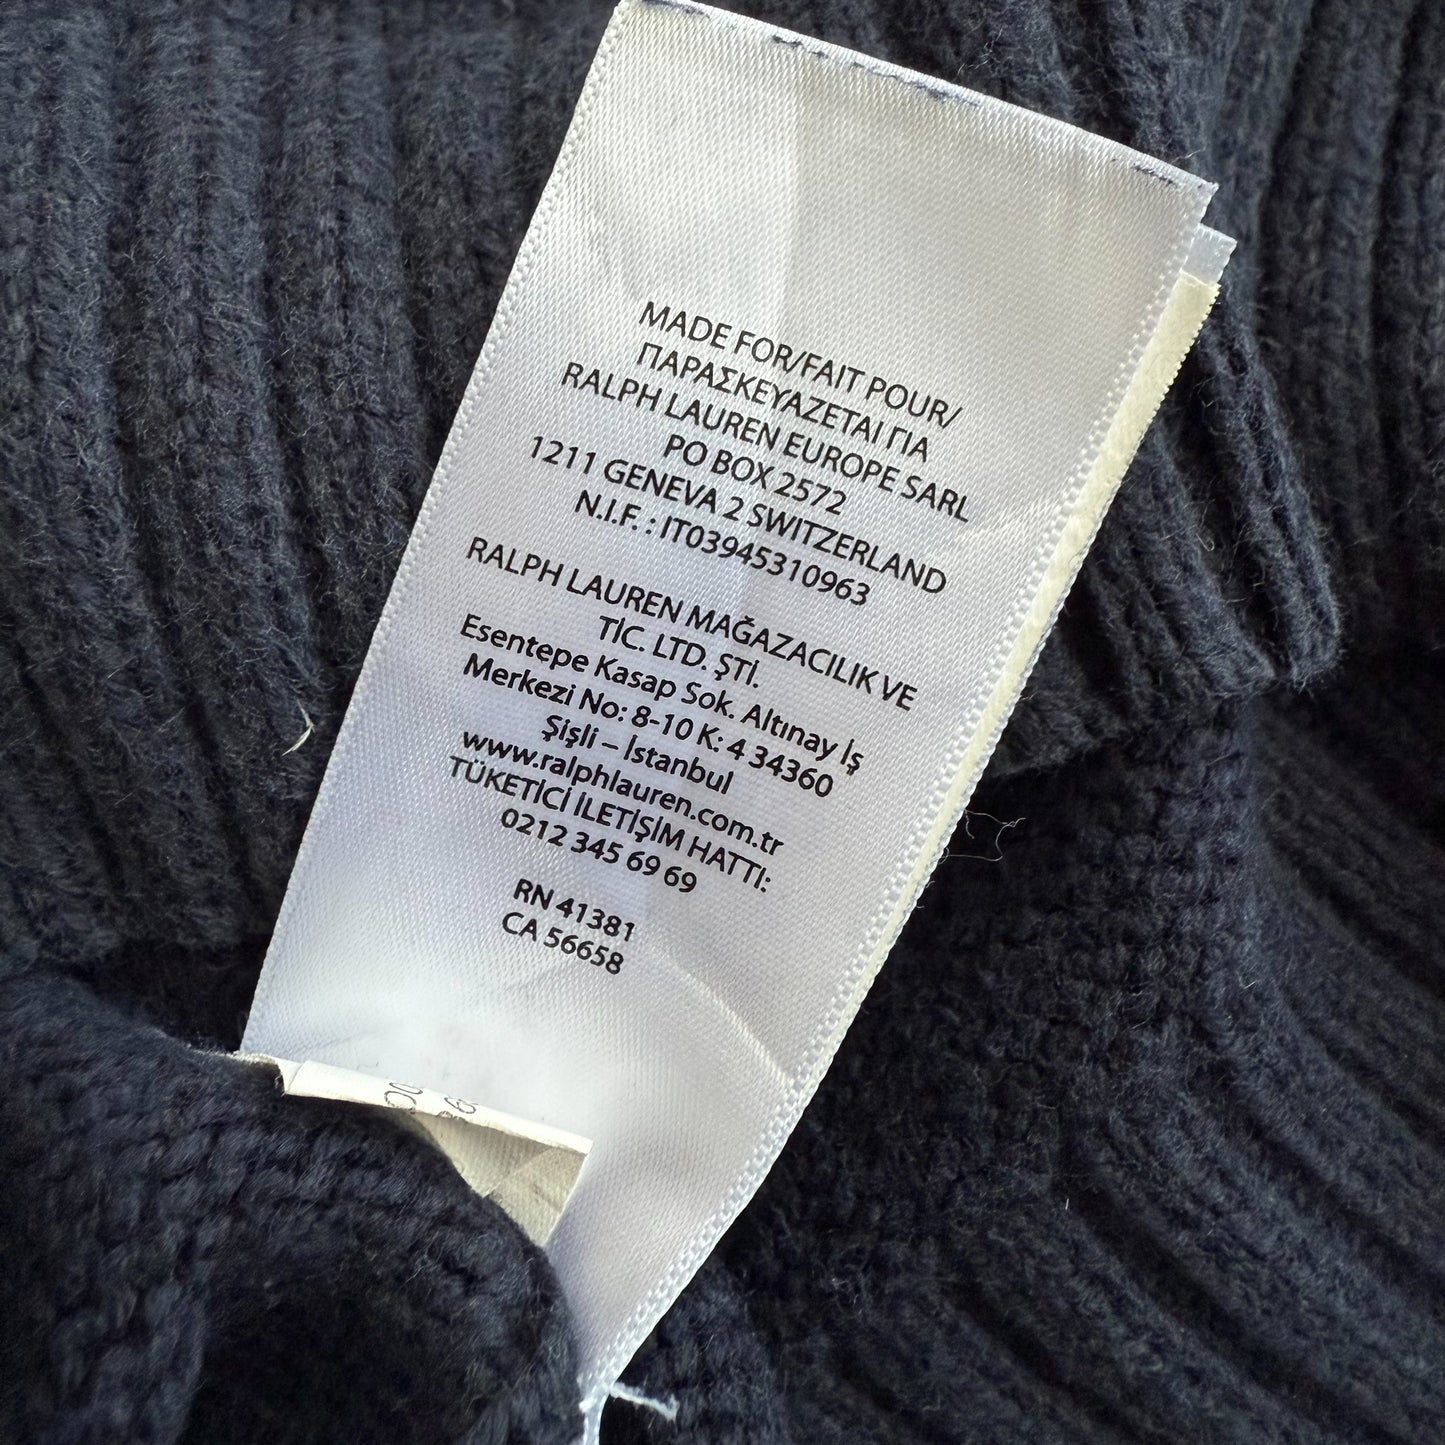 MADE FOR/FAIT POUR/
ΠΑΡΑΣΚΕΥΑΖΕΤΑΙ ΓΙΑ
RALPH LAUREN EUROPE SARL
PO BOX 2572
1211 GENEVA 2 SWITZERLAND
N.I.F. : IT03945310963
RALPH LAUREN MAĞAZACILIK VE
TİC. LTD. ŞTİ.
Esentepe Kasap Sok. Altınay İş
Merkezi No: 8-10 K: 4 34360
Şişli – İstanbul
www.ralphlauren.com.tr
TÜKETİCİ İLETİŞİM HATTI:
0212 345 69 69
RN 41381
CA 56658